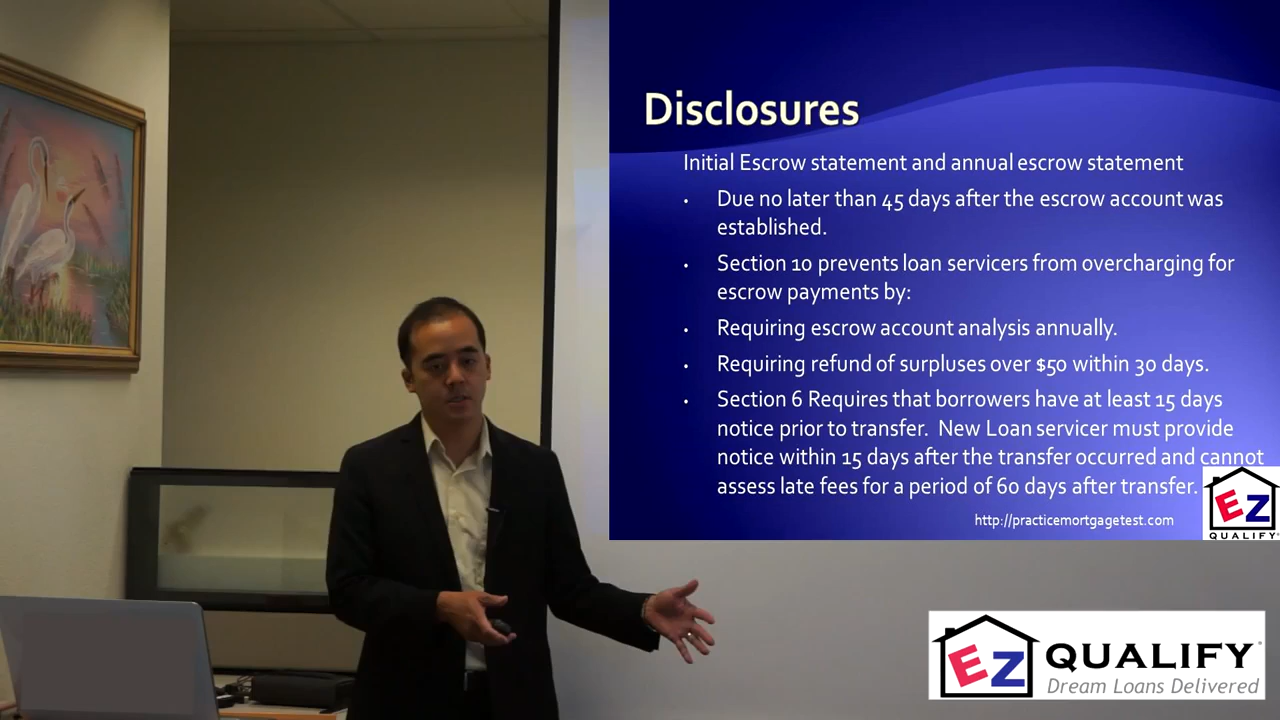 Disclosures
Initial Escrow statement and annual escrow statement
• Due no later than 45 days after the escrow account was
established.
• Section 10 prevents loan servicers from overcharging for
escrow payments by:
• Requiring escrow account analysis annually.
• Requiring refund of surpluses over $50 within 30 days.
• Section 6 Requires that borrowers have at least 15 days
notice prior to transfer.  New Loan servicer must provide
notice within 15 days after the transfer occurred and cannot
assess late fees for a period of 60 days after transfer.
http://practicemortgagetest.com
EZ
QUALIFY
EZ QUALIFY
Dream Loans Delivered